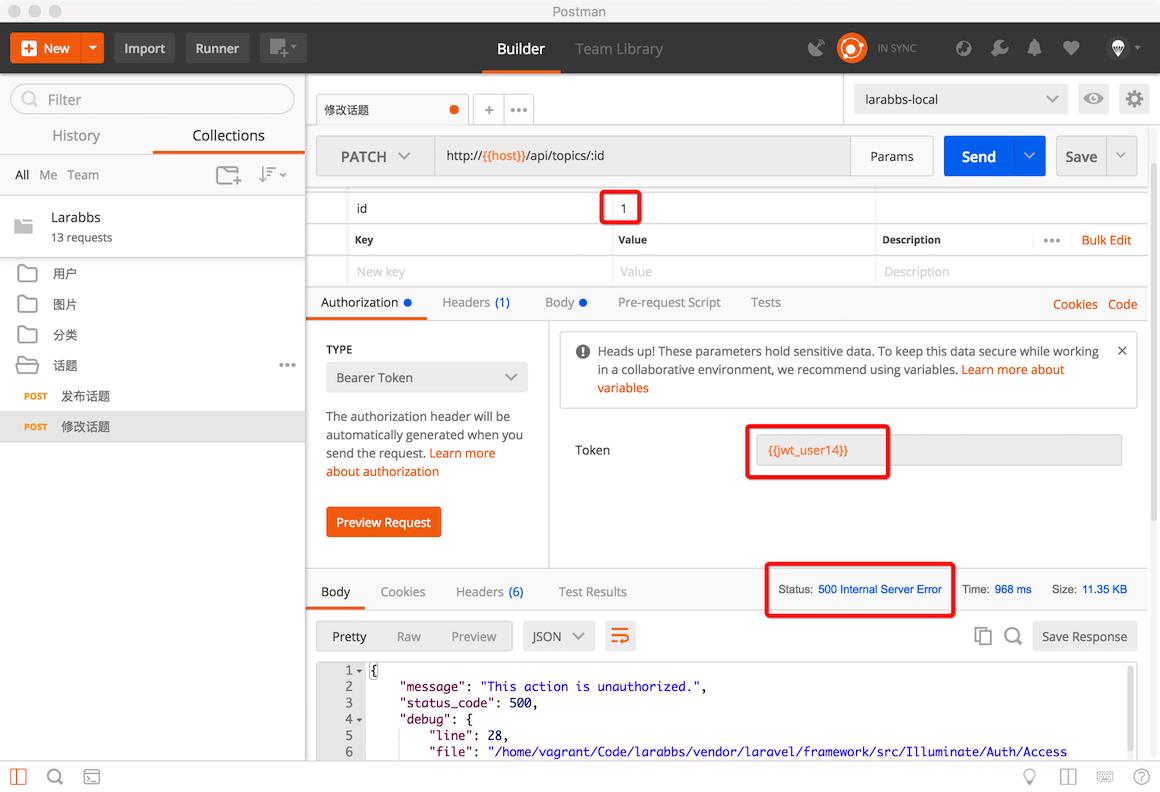 Postman
New Import Runner Builder Team Library IN SYNC
Filter
History Collections
All Me Team
Larabbs
13 requests
用户
图片
分类
话题
POST 发布话题
POST 修改话题
修改话题
larabbs-local
PATCH http://{{host}}/api/topics/:id Params Send Save
id 1
Key Value Description Bulk Edit
New key Value Description
Authorization Headers (1) Body Pre-request Script Tests Cookies Code
TYPE
Bearer Token
The authorization header will be
automatically generated when you
send the request. Learn more
about authorization
Preview Request
Heads up! These parameters hold sensitive data. To keep this data secure while working
in a collaborative environment, we recommend using variables. Learn more about
variables
Token {{jwt_user14}}
Body Cookies Headers (6) Test Results Status: 500 Internal Server Error Time: 968 ms Size: 11.35 KB
Pretty Raw Preview JSON Save Response
1 {
2 "message": "This action is unauthorized.",
3 "status_code": 500,
4 "debug": {
5 "line": 28,
6 "file": "/home/vagrant/Code/larabbs/vendor/laravel/framework/src/Illuminate/Auth/Access